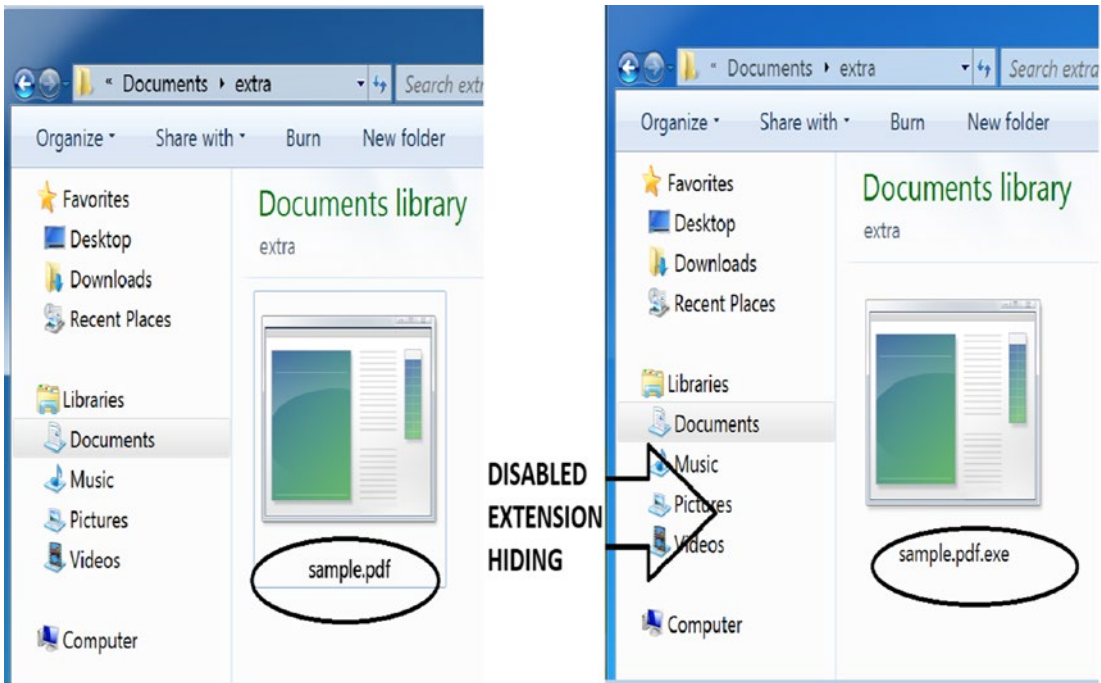 « Documents ▸ extra
Search extr
Organize
Share with
Burn
New folder
Favorites
Desktop
Downloads
Recent Places
Libraries
Documents
Music
Pictures
Videos
Computer
Documents library
extra
sample.pdf
DISABLED
EXTENSION
HIDING
« Documents ▸ extra
Search extra
Organize
Share with
Burn
New folder
Favorites
Desktop
Downloads
Recent Places
Libraries
Documents
Music
Pictures
Videos
Computer
Documents library
extra
sample.pdf.exe